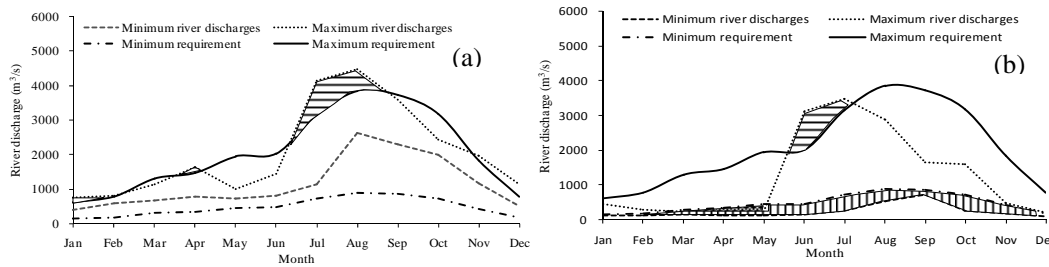 6000
5000
4000
3000
2000
1000
0
River discharge (m³/s)
Minimum river discharges
Maximum river discharges
Minimum requirement
Maximum requirement
(a)
Jan Feb Mar Apr May Jun Jul Aug Sep Oct Nov Dec
Month
6000
5000
4000
3000
2000
1000
0
River discharge (m³/s)
Minimum river discharges
Maximum river discharges
Minimum requirement
Maximum requirement
(b)
Jan Feb Mar Apr May Jun Jul Aug Sep Oct Nov De
Month